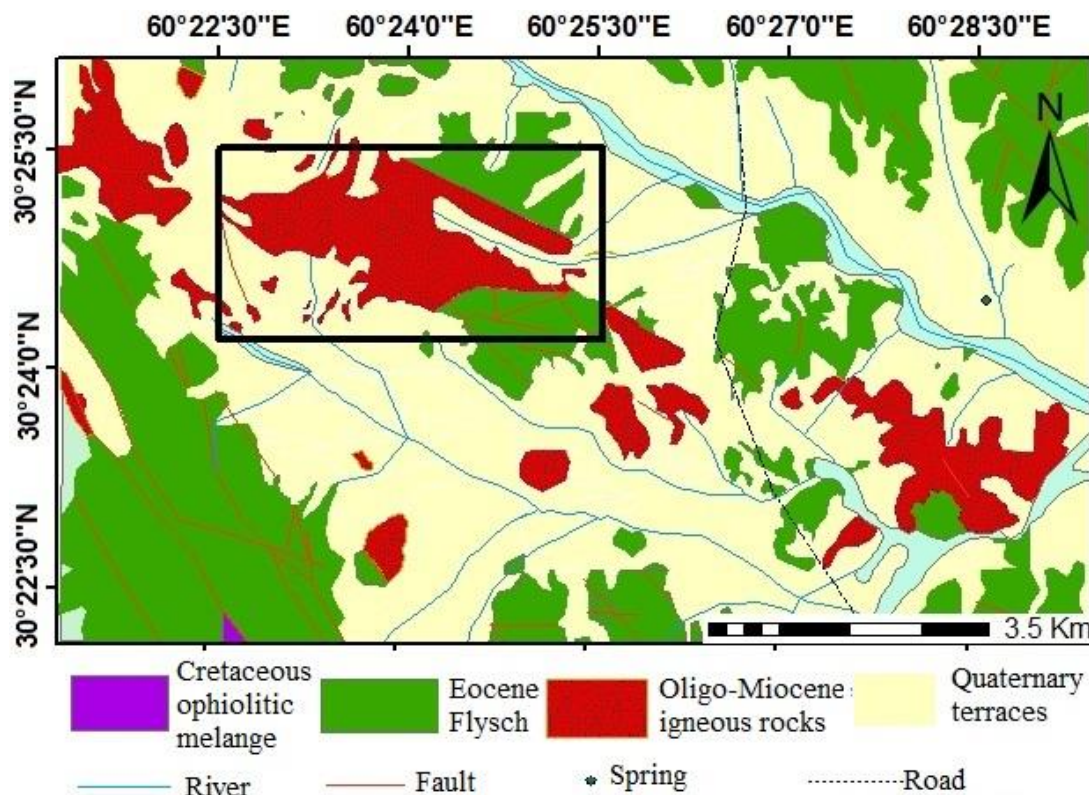 60°22'30"E 60°24'0"E 60°25'30"E 60°27'0"E 60°28'30"E
30°25'30"N
N
30°24'0"N
30°22'30"N
3.5 Km
Cretaceous
ophiolitic
melange
Eocene
Flysch
Oligo-Miocene
igneous rocks
Quaternary
terraces
River
Fault
Spring
Road